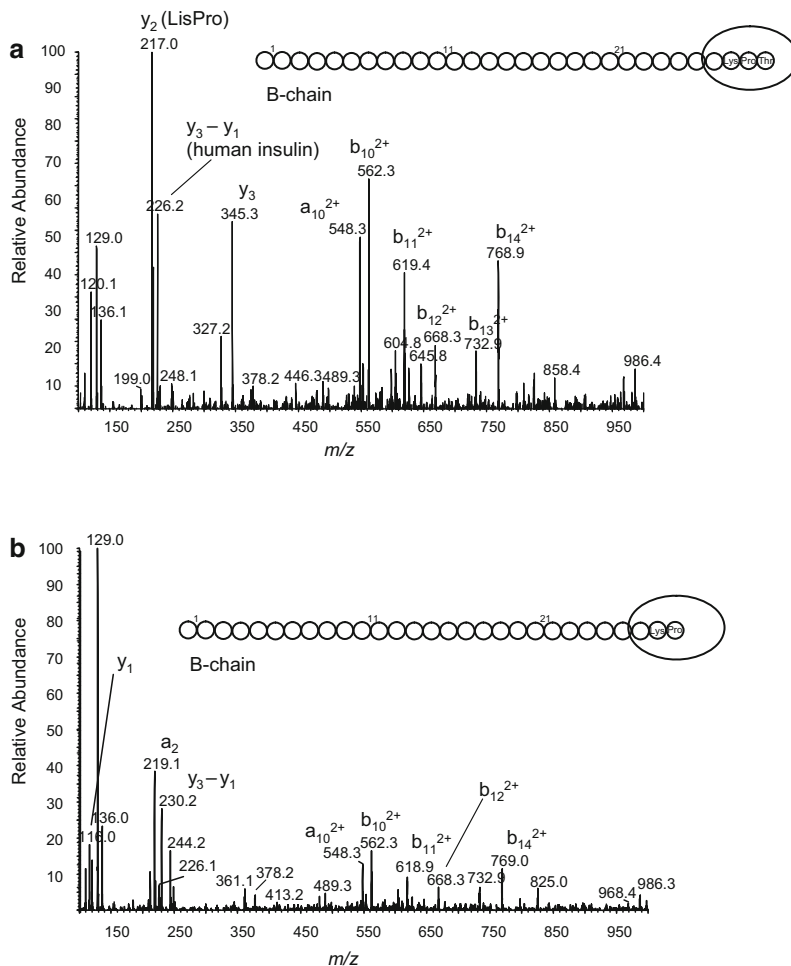 a
y2 (LisPro)
217.0
y3 – y1
(human insulin)
226.2
129.0
120.1
136.1
199.0
248.1
327.2
y3
345.3
378.2
446.3
489.3
a10 2+
548.3
b10 2+
562.3
b11 2+
619.4
604.8
645.8
b12 2+
668.3
b13 2+
732.9
b14 2+
768.9
858.4
986.4
1 11 21
Lys Pro Thr
B-chain
Relative Abundance
100
90
80
70
60
50
40
30
20
10
150 250 350 450 550 650 750 850 950
m/z
b
129.0
y1
116.0
136.0
a2
219.1
y3 – y1
230.2
244.2
226.1
361.1
378.2
413.2
489.3
a10 2+
548.3
b10 2+
562.3
b11 2+
618.9
b12 2+
668.3
732.9
b14 2+
769.0
825.0
968.4
986.3
1 11 21
Lys Pro
B-chain
Relative Abundance
100
90
80
70
60
50
40
30
20
10
150 250 350 450 550 650 750 850 950
m/z